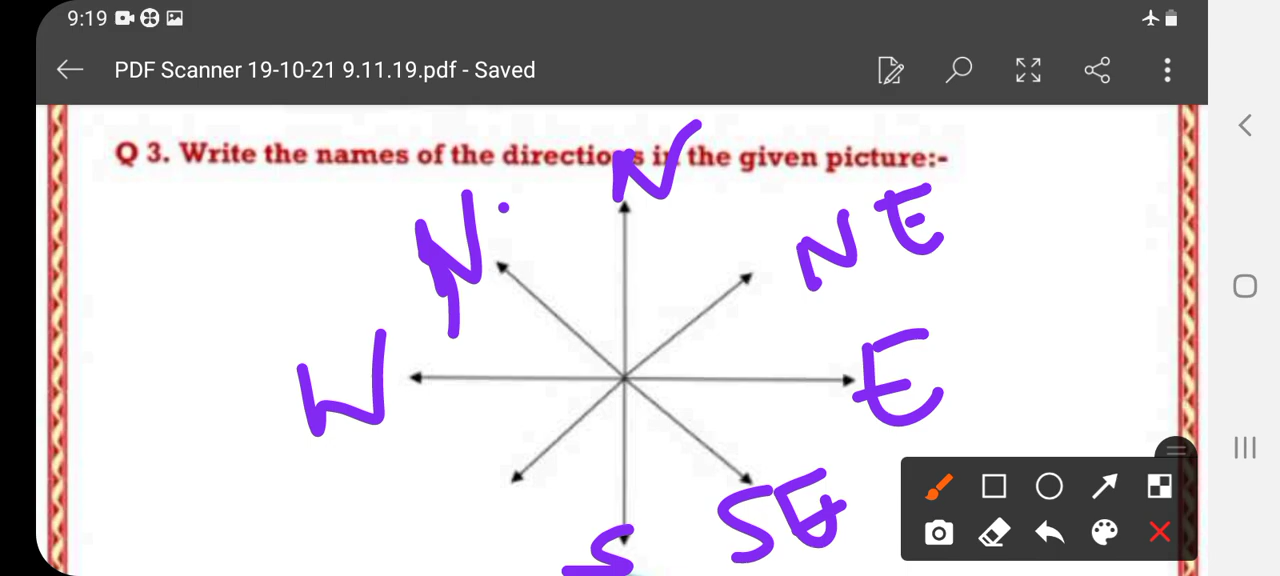 9:19
PDF Scanner 19-10-21 9.11.19.pdf - Saved
Q 3. Write the names of the directions in the given picture:-
N
N.
NE
W
E
SE
S